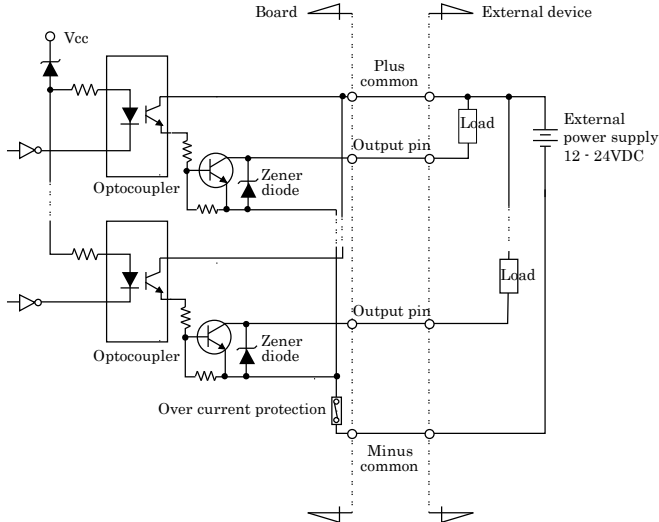 Board
External device
Vcc
Plus
common
Load
External
power supply
12 - 24VDC
Output pin
Optocoupler
Zener
diode
Load
Output pin
Optocoupler
Zener
diode
Over current protection
Minus
common